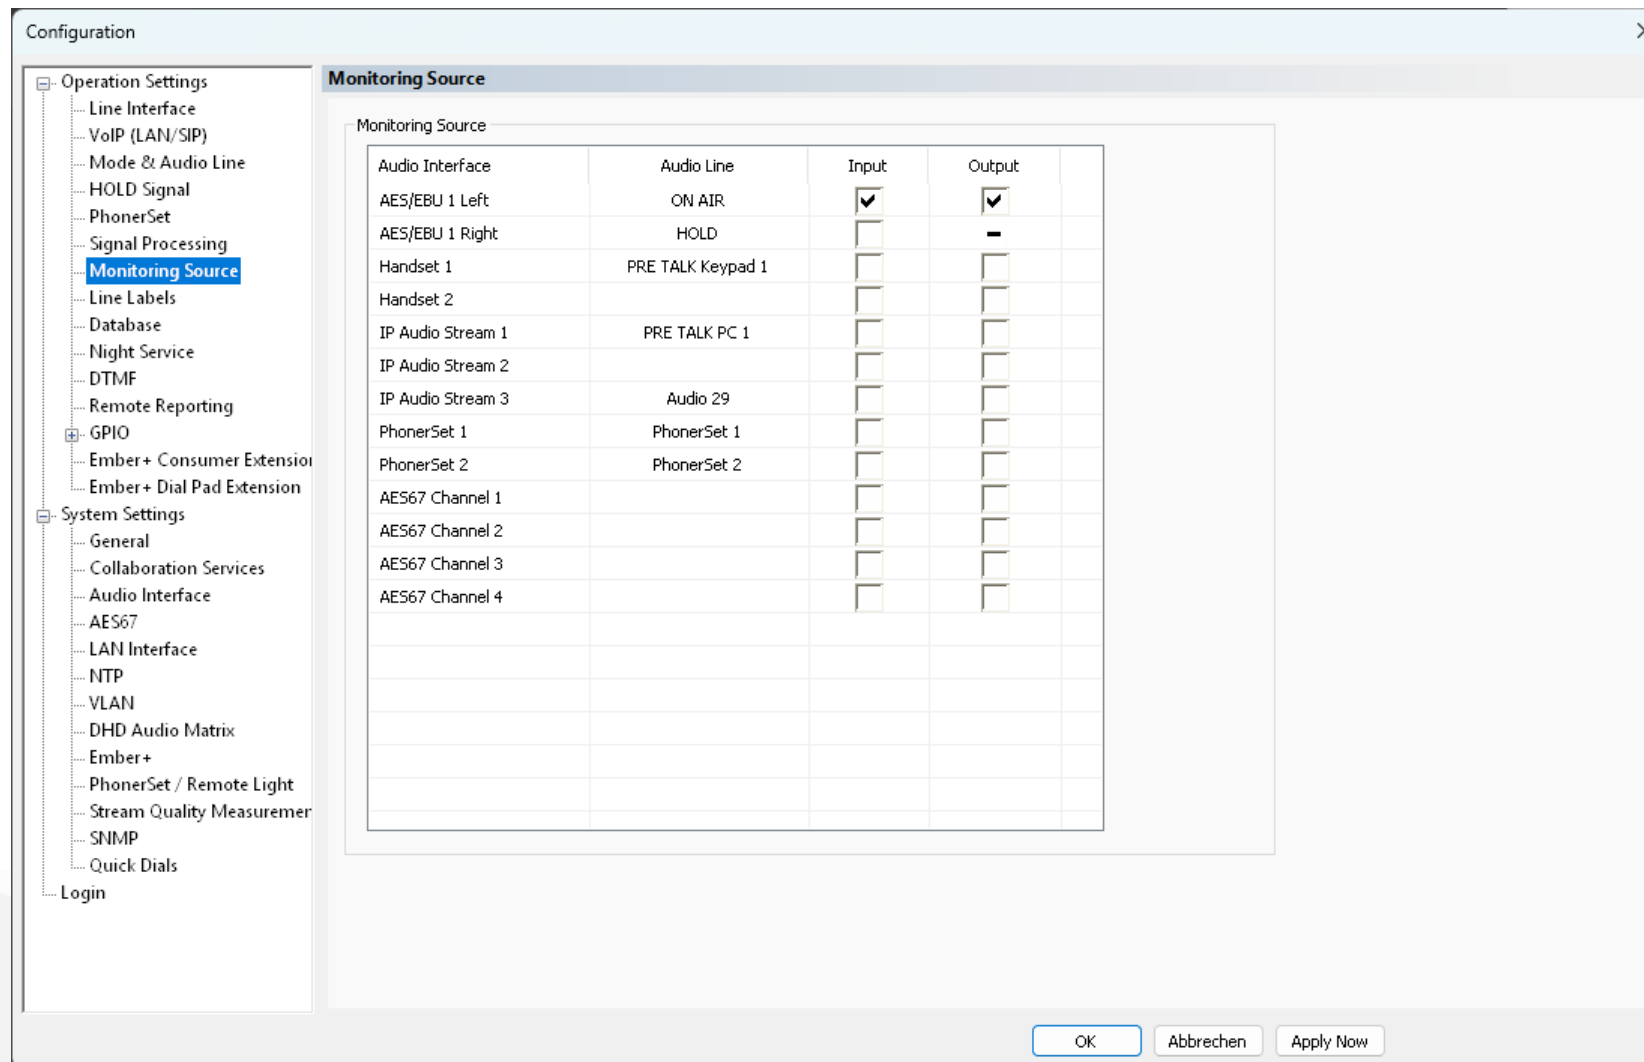 Configuration
Operation Settings
Line Interface
VoIP (LAN/SIP)
Mode & Audio Line
HOLD Signal
PhonerSet
Signal Processing
Monitoring Source
Line Labels
Database
Night Service
DTMF
Remote Reporting
GPIO
Ember+ Consumer Extension
Ember+ Dial Pad Extension
System Settings
General
Collaboration Services
Audio Interface
AES67
LAN Interface
NTP
VLAN
DHD Audio Matrix
Ember+
PhonerSet / Remote Light
Stream Quality Measuremer
SNMP
Quick Dials
Login
Monitoring Source
Monitoring Source
Audio Interface Audio Line Input Output
AES/EBU 1 Left ON AIR
AES/EBU 1 Right HOLD
Handset 1 PRE TALK Keypad 1
Handset 2
IP Audio Stream 1 PRE TALK PC 1
IP Audio Stream 2
IP Audio Stream 3 Audio 29
PhonerSet 1 PhonerSet 1
PhonerSet 2 PhonerSet 2
AES67 Channel 1
AES67 Channel 2
AES67 Channel 3
AES67 Channel 4
OK Abbrechen Apply Now